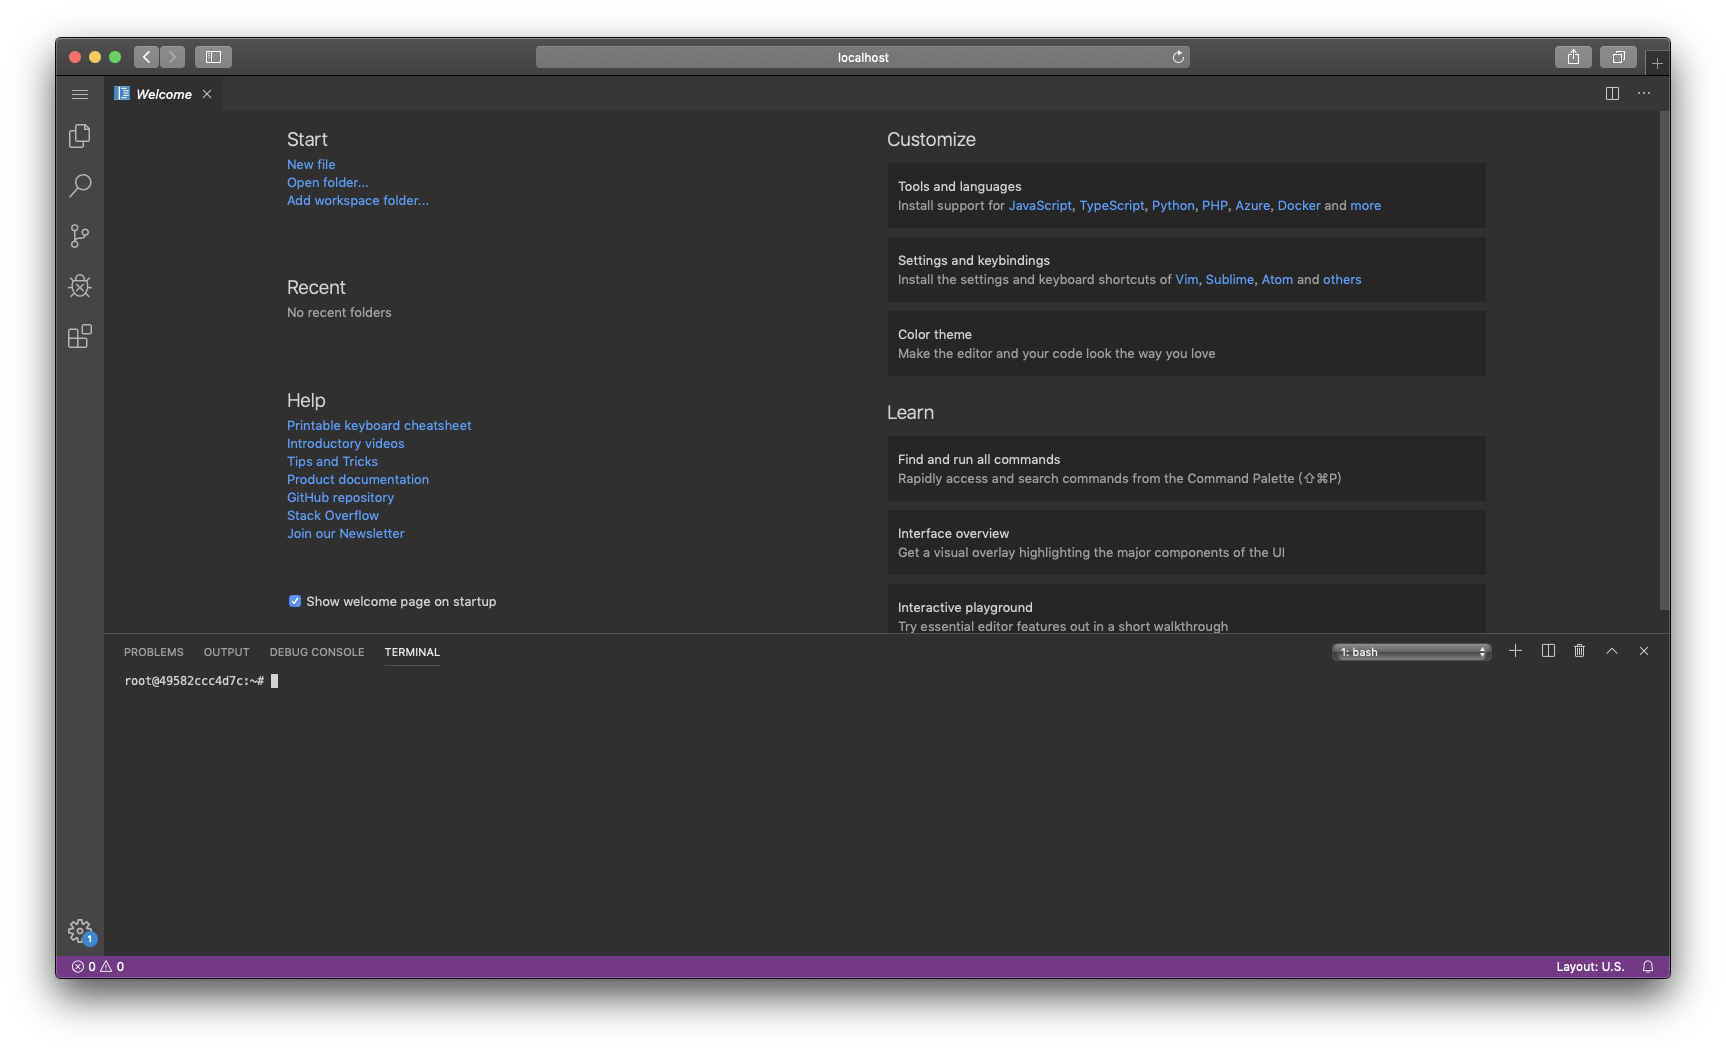 localhost
Welcome
Start
New file
Open folder...
Add workspace folder...
Recent
No recent folders
Help
Printable keyboard cheatsheet
Introductory videos
Tips and Tricks
Product documentation
GitHub repository
Stack Overflow
Join our Newsletter
Show welcome page on startup
Customize
Tools and languages
Install support for JavaScript, TypeScript, Python, PHP, Azure, Docker and more
Settings and keybindings
Install the settings and keyboard shortcuts of Vim, Sublime, Atom and others
Color theme
Make the editor and your code look the way you love
Learn
Find and run all commands
Rapidly access and search commands from the Command Palette (⇧⌘P)
Interface overview
Get a visual overlay highlighting the major components of the UI
Interactive playground
Try essential editor features out in a short walkthrough
PROBLEMS OUTPUT DEBUG CONSOLE TERMINAL 1: bash
root@49582ccc4d7c:~#
1
0 0 Layout: U.S.